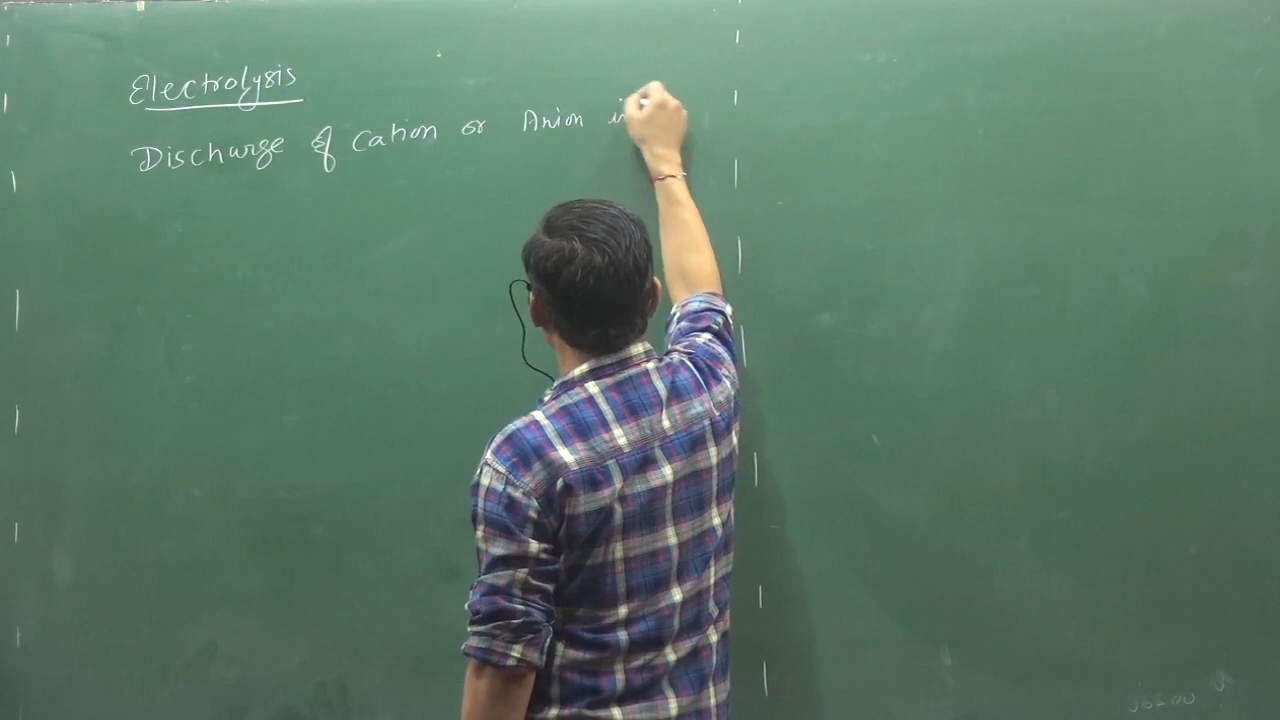 Electrolysis
Discharge of Cation or Anion i